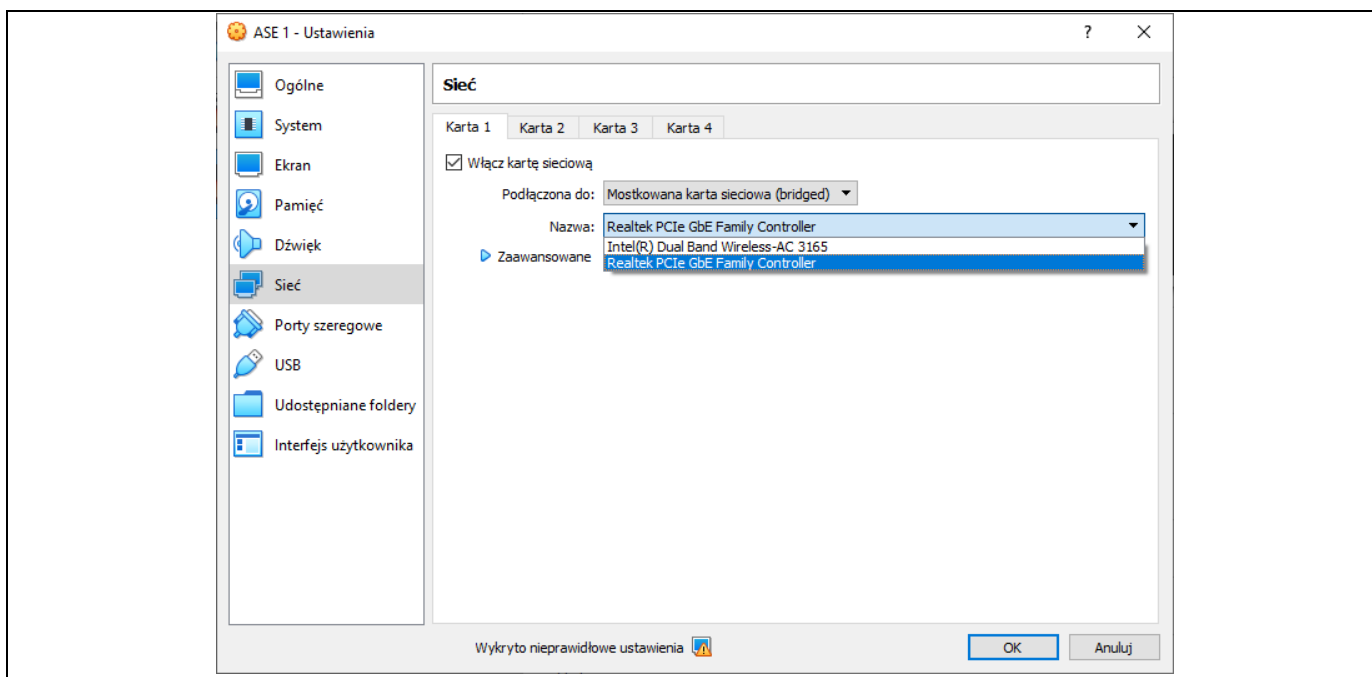 ASE 1 - Ustawienia ?
Ogólne
System
Ekran
Pamięć
Dźwięk
Sieć
Porty szeregowe
USB
Udostępniane foldery
Interfejs użytkownika
Sieć
Karta 1 Karta 2 Karta 3 Karta 4
Włącz kartę sieciową
Podłączona do: Mostkowana karta sieciowa (bridged)
Nazwa: Realtek PCIe GbE Family Controller
Intel(R) Dual Band Wireless-AC 3165
Zaawansowane Realtek PCIe GbE Family Controller
Wykryto nieprawidłowe ustawienia OK Anuluj